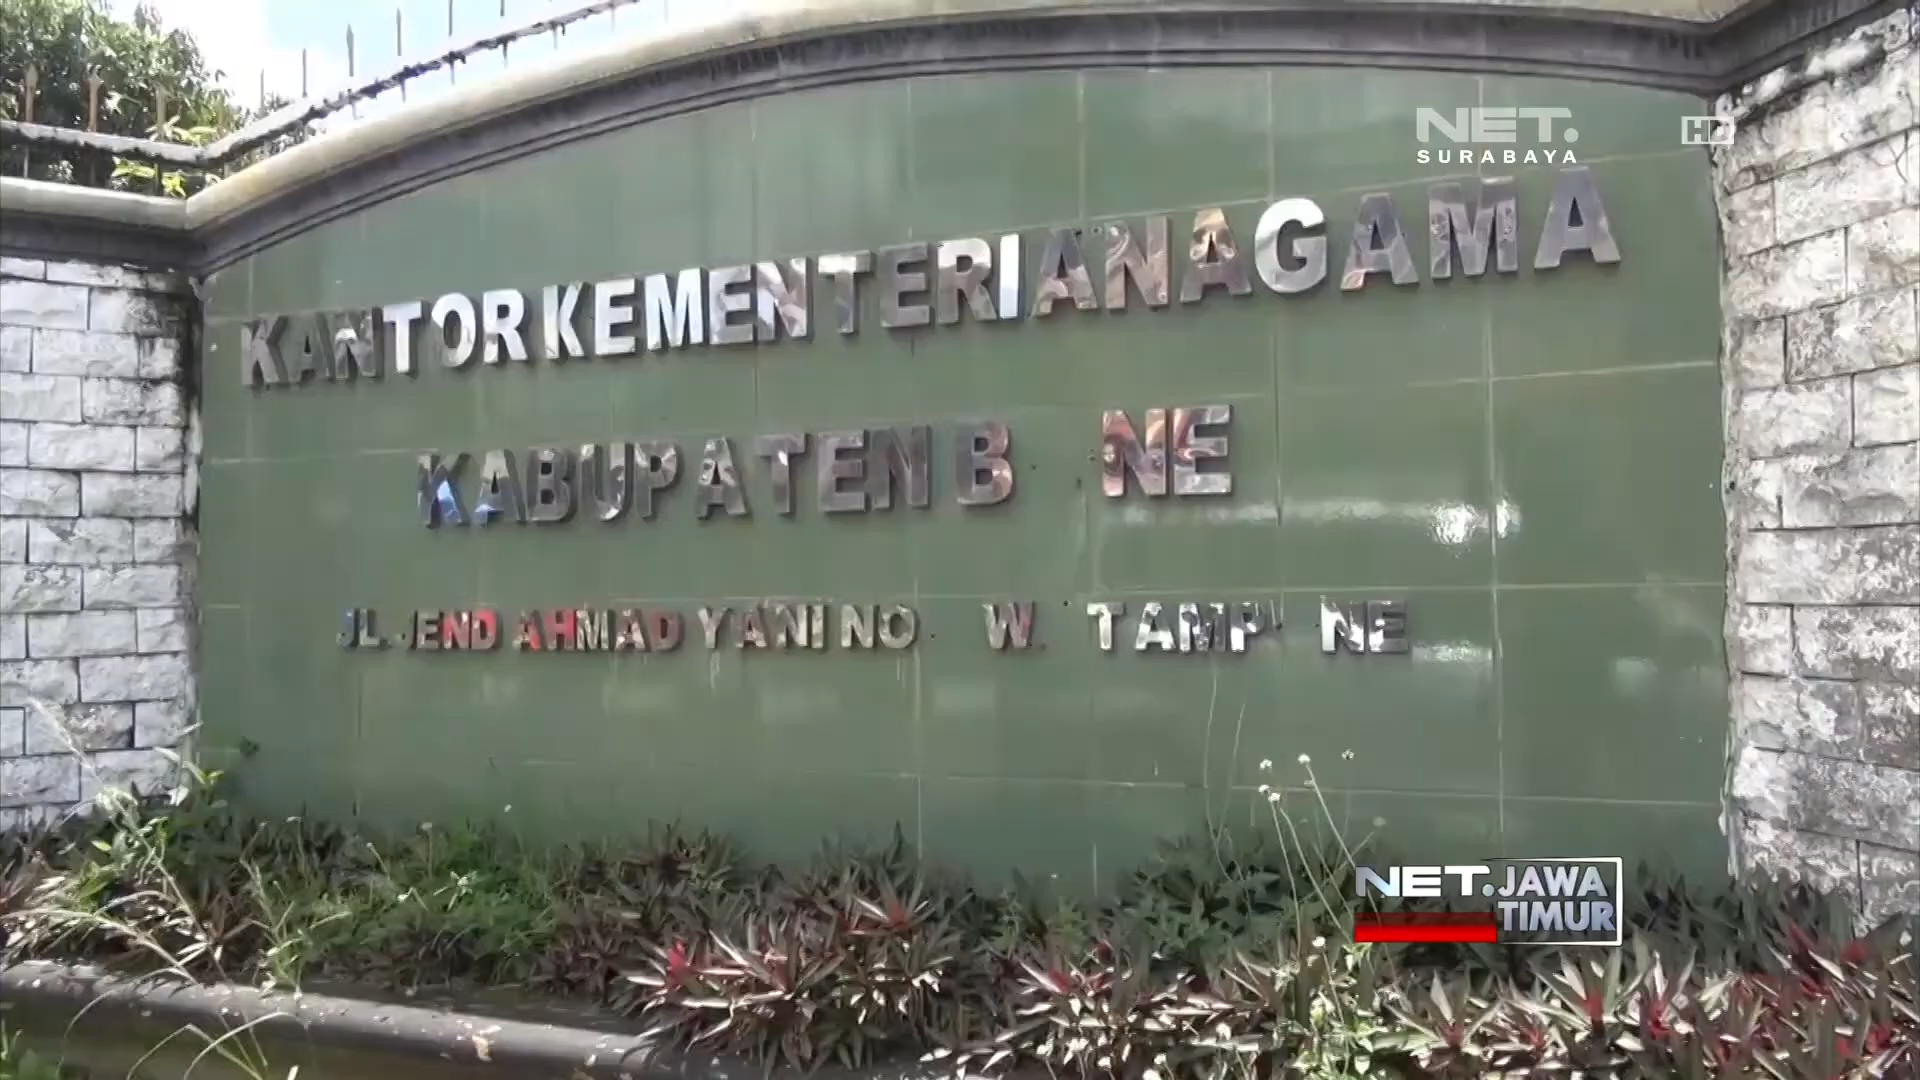 NET.
SURABAYA
HD
KANTOR KEMENTERIAN AGAMA
KABUPATEN B NE
JL. JEND AHMAD YANI NO. W. TAMP NE
NET. JAWA
TIMUR